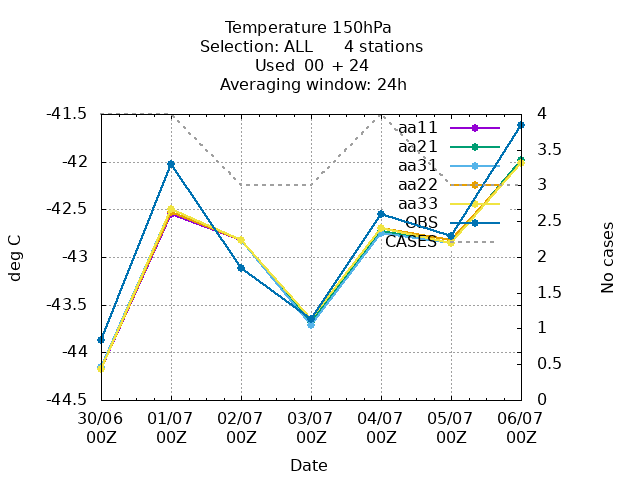 Temperature 150hPa
Selection: ALL 4 stations
Used 00 + 24
Averaging window: 24h
-41.5
-42
-42.5
-43
-43.5
-44
-44.5
deg C
4
3.5
3
2.5
2
1.5
1
0.5
0
No cases
aa11
aa21
aa31
aa22
aa33
OBS
CASES
30/06 01/07 02/07 03/07 04/07 05/07 06/07
00Z 00Z 00Z 00Z 00Z 00Z 00Z
Date